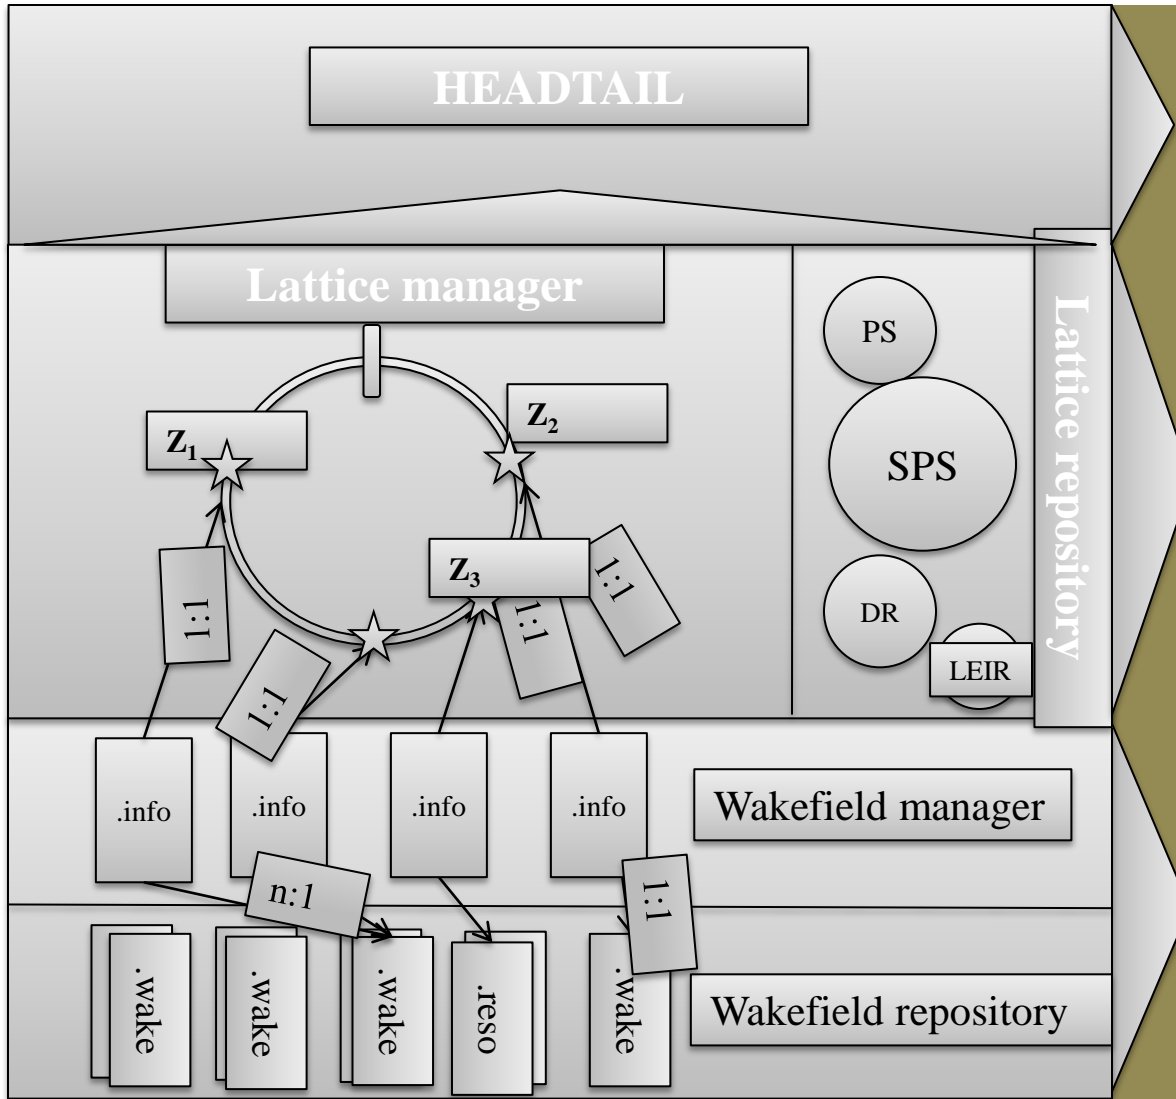 HEADTAIL
Lattice manager
Lattice repository
PS
SPS
DR
LEIR
Z₁
Z₂
Z₃
1:1
1:1
1:1
1:1
.info
.info
.info
.info
Wakefield manager
n:1
1:1
.wake
.wake
.wake
.reso
.wake
Wakefield repository